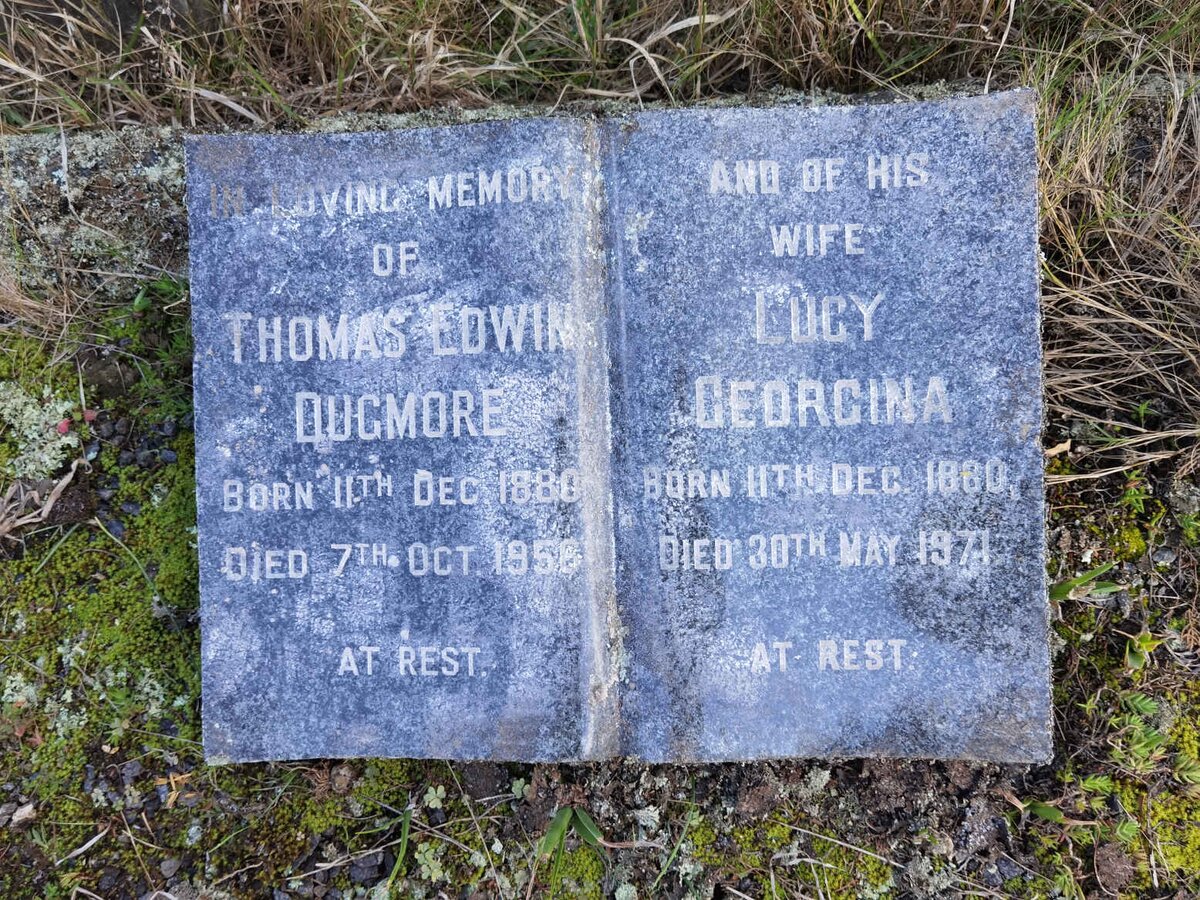 IN LOVING MEMORY
OF
THOMAS EDWIN
DUGMORE
BORN 11TH DEC 1880
DIED 7TH OCT. 1956
AT REST.
AND OF HIS
WIFE
LUCY
GEORGINA
BORN 11TH DEC. 1880,
DIED 30TH MAY 1971
AT REST.